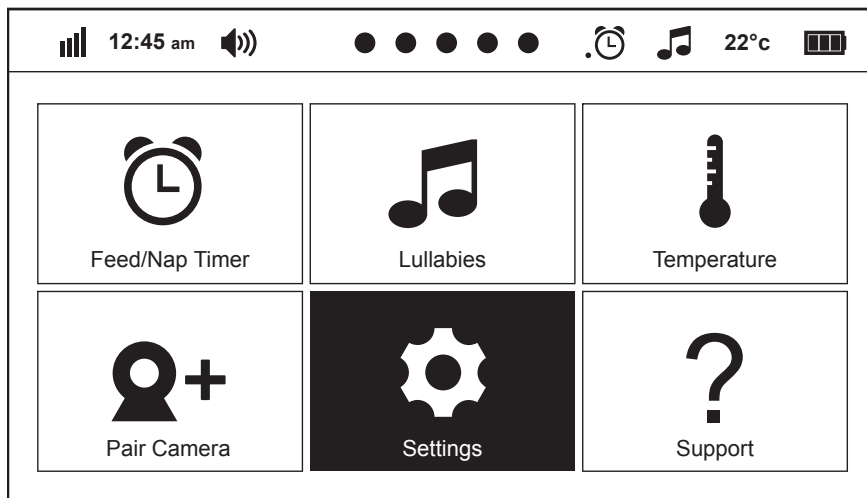 12:45 am 22°c
Feed/Nap Timer Lullabies Temperature
Pair Camera Settings Support